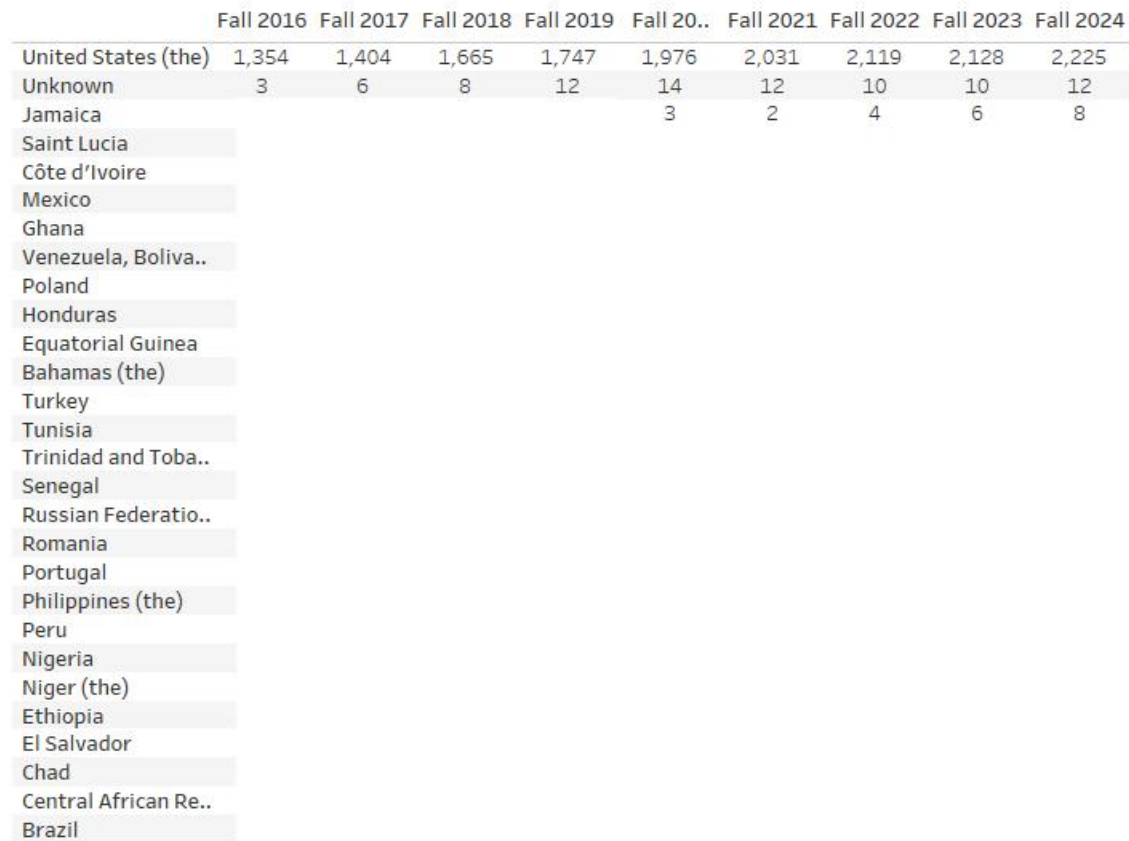 Fall 2016 Fall 2017 Fall 2018 Fall 2019 Fall 20.. Fall 2021 Fall 2022 Fall 2023 Fall 2024
United States (the) 1,354 1,404 1,665 1,747 1,976 2,031 2,119 2,128 2,225
Unknown 3 6 8 12 14 12 10 10 12
Jamaica 3 2 4 6 8
Saint Lucia
Côte d’Ivoire
Mexico
Ghana
Venezuela, Boliva..
Poland
Honduras
Equatorial Guinea
Bahamas (the)
Turkey
Tunisia
Trinidad and Toba..
Senegal
Russian Federatio..
Romania
Portugal
Philippines (the)
Peru
Nigeria
Niger (the)
Ethiopia
El Salvador
Chad
Central African Re..
Brazil